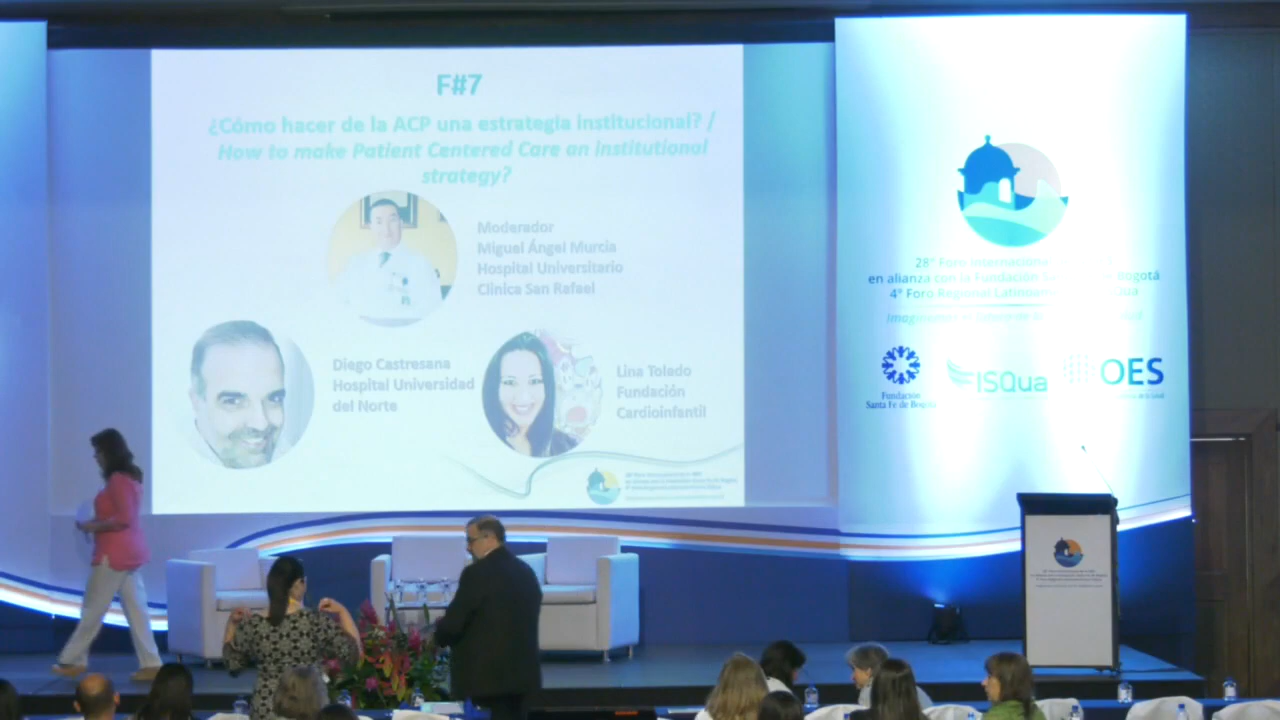 F#7
¿Cómo hacer de la ACP una estrategia institucional? /
How to make Patient Centered Care an institutional
strategy?
Moderador
Miguel Ángel Murcia
Hospital Universitario
Clínica San Rafael
Diego Castresana
Hospital Universidad
del Norte
Lina Toledo
Fundación
Cardioinfantil
28° Foro Internacional
en alianza con la Fundación Bogotá
4° Foro Regional
Fundación
Santa Fe de Bogotá
ISQua
OES